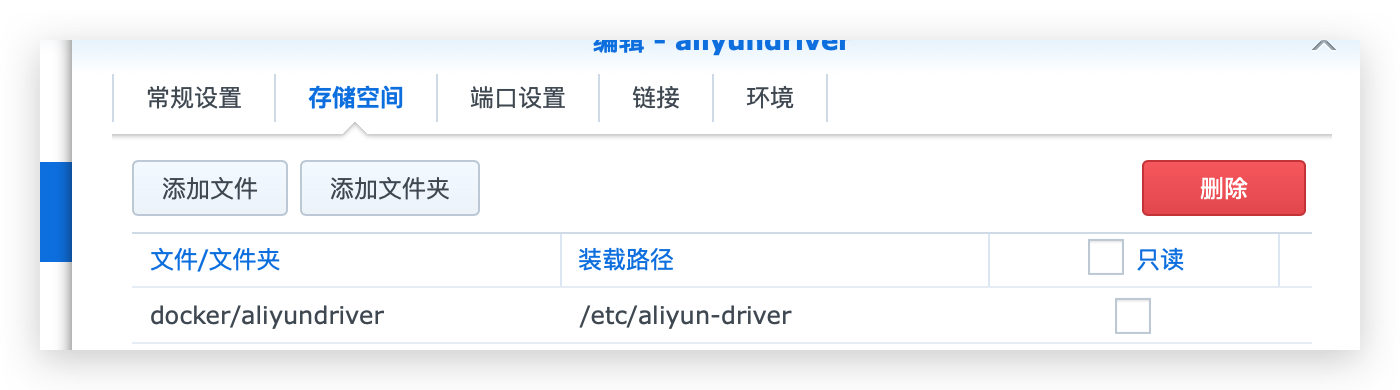 编辑 - aliyundriver
常规设置 存储空间 端口设置 链接 环境
添加文件 添加文件夹 删除
文件/文件夹 装载路径 只读
docker/aliyundriver /etc/aliyun-driver